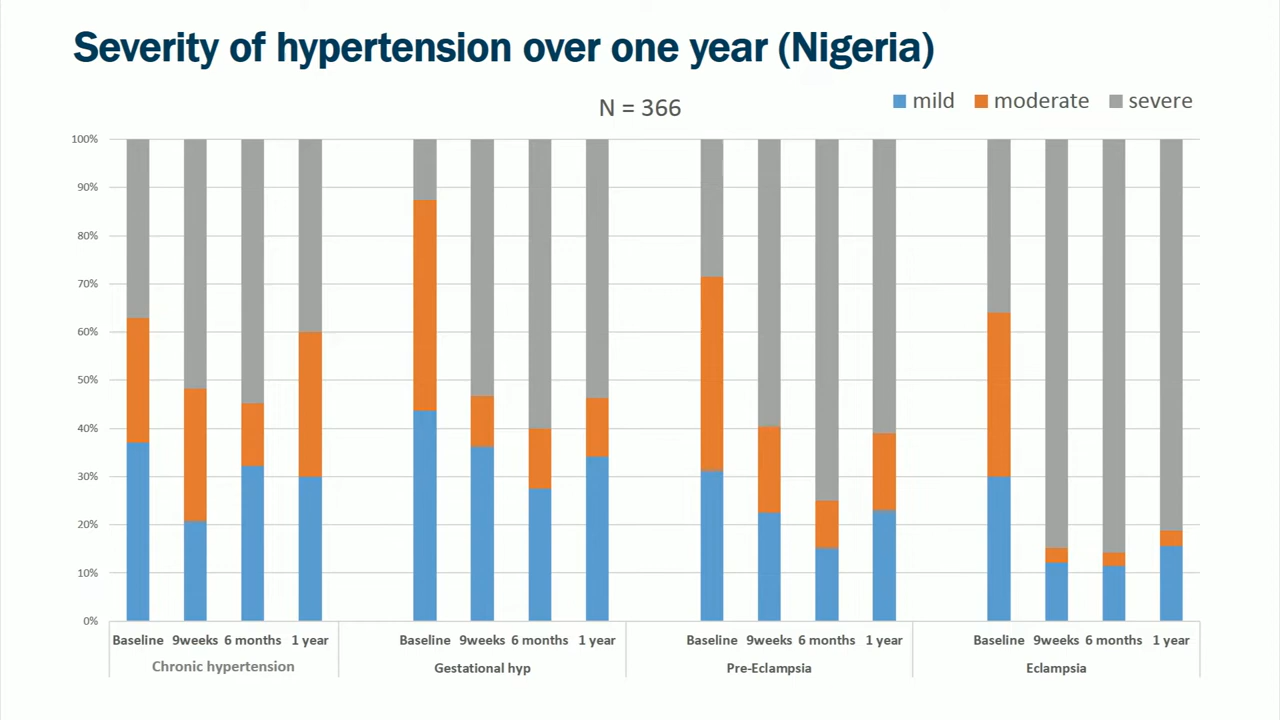 Severity of hypertension over one year (Nigeria)
N = 366
mild moderate severe
100%
90%
80%
70%
60%
50%
40%
30%
20%
10%
0%
Baseline 9weeks 6 months 1 year Baseline 9weeks 6 months 1 year Baseline 9weeks 6 months 1 year Baseline 9weeks 6 months 1 year
Chronic hypertension Gestational hyp Pre-Eclampsia Eclampsia